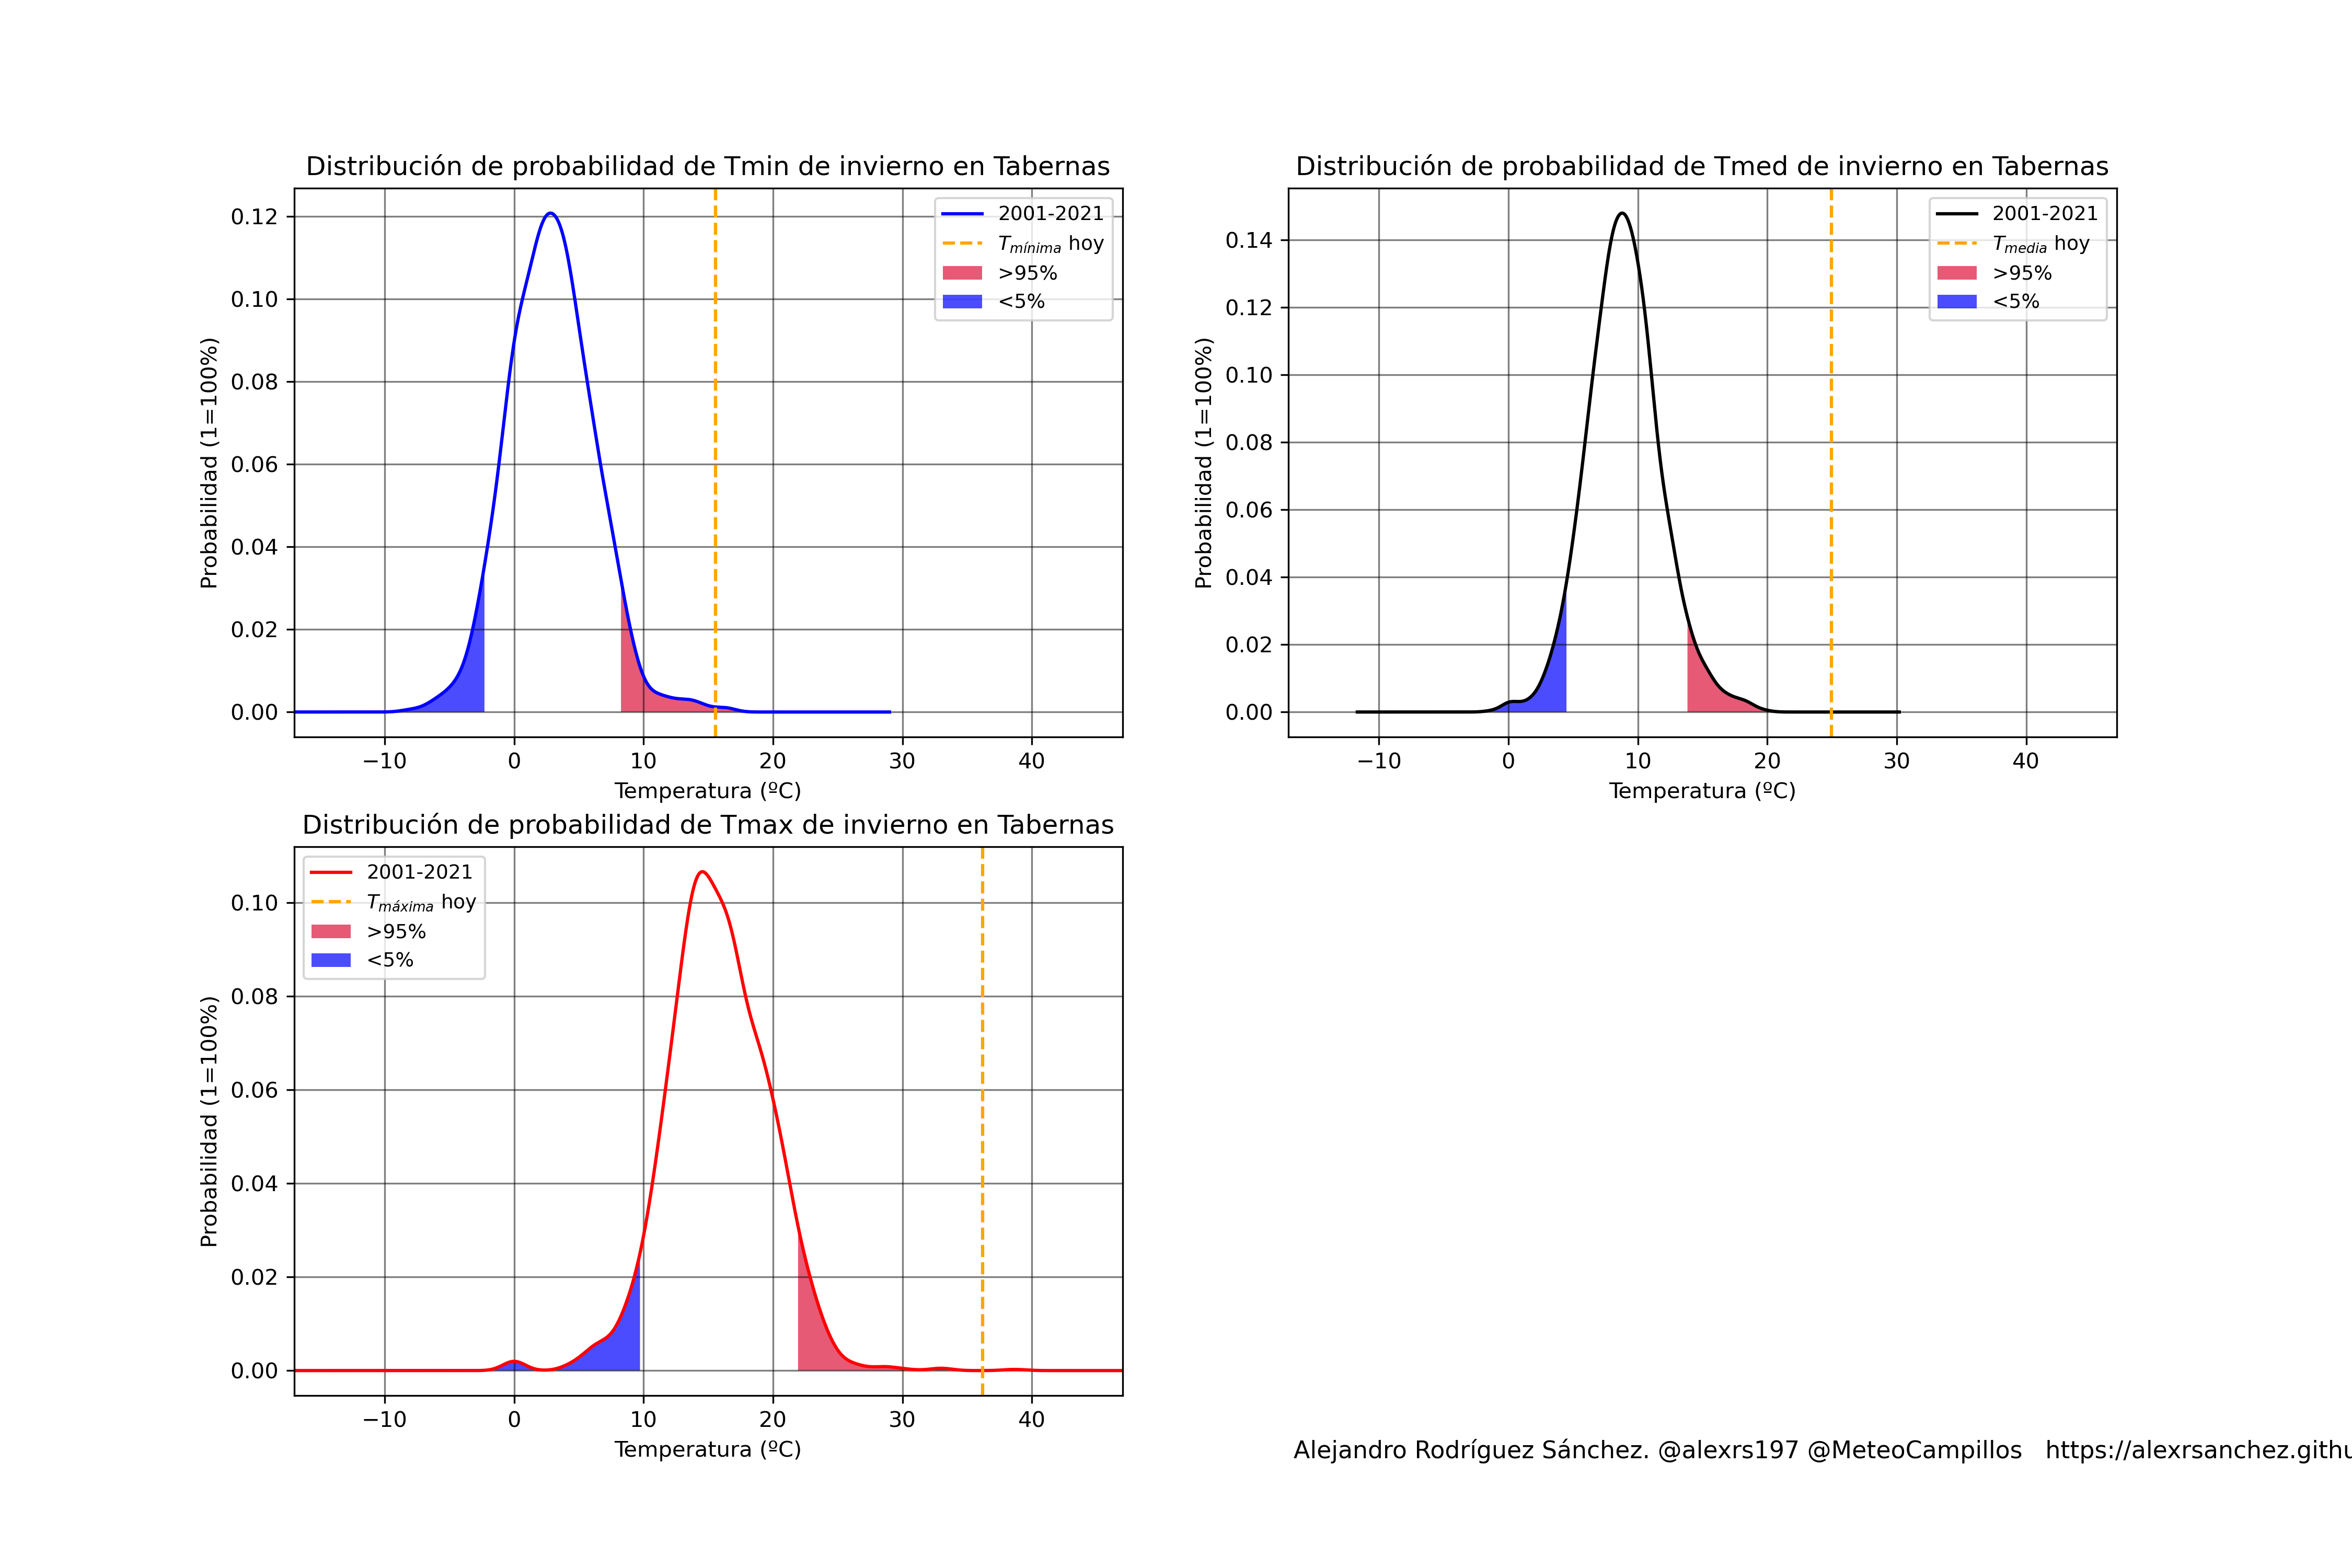 Distribución de probabilidad de Tmin de invierno en Tabernas
0.12
0.10
0.08
0.06
0.04
0.02
0.00
Probabilidad (1=100%)
2001-2021
Tmínima hoy
>95%
<5%
−10 0 10 20 30 40
Temperatura (ºC)
Distribución de probabilidad de Tmed de invierno en Tabernas
0.14
0.12
0.10
0.08
0.06
0.04
0.02
0.00
Probabilidad (1=100%)
2001-2021
Tmedia hoy
>95%
<5%
−10 0 10 20 30 40
Temperatura (ºC)
Distribución de probabilidad de Tmax de invierno en Tabernas
0.10
0.08
0.06
0.04
0.02
0.00
Probabilidad (1=100%)
2001-2021
Tmáxima hoy
>95%
<5%
−10 0 10 20 30 40
Temperatura (ºC)
Alejandro Rodríguez Sánchez. @alexrs197 @MeteoCampillos https://alexrsanchez.githu